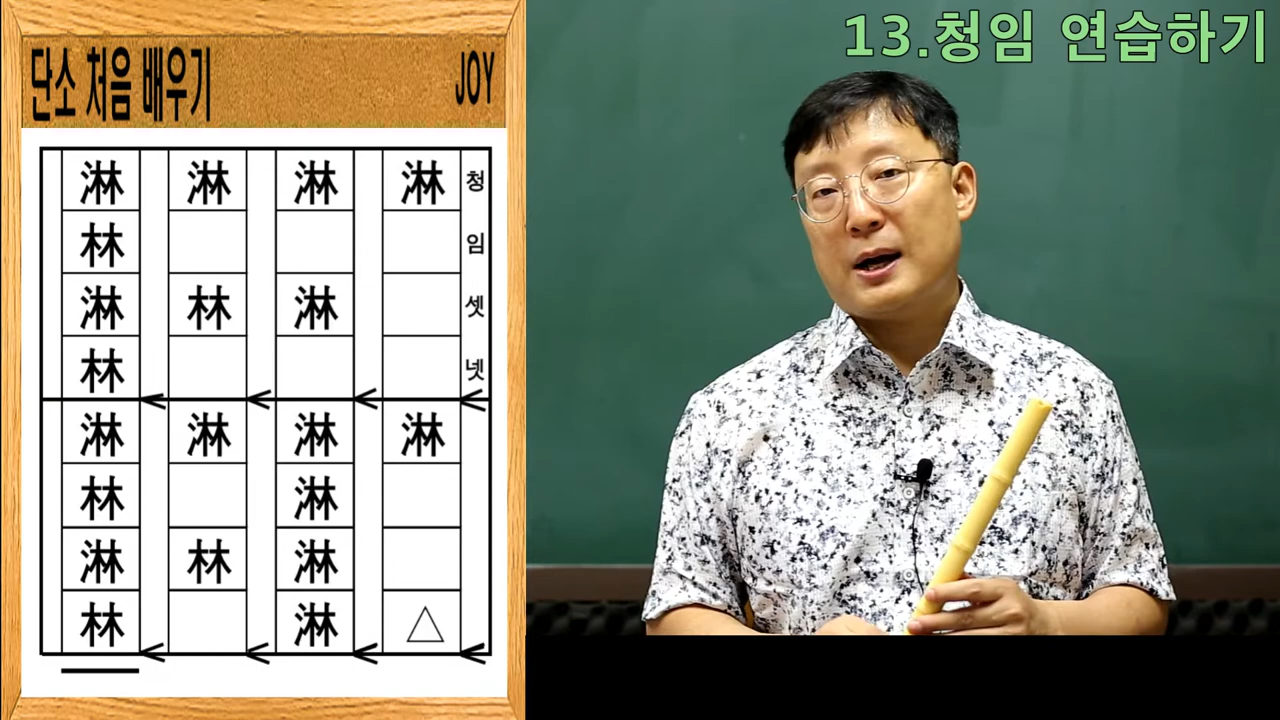 단소 처음 배우기 JOY
13.청임 연습하기
淋 淋 淋 淋 청
林 임
淋 林 淋 셋
林 넷
淋 淋 淋 淋
林 淋
淋 林 淋
林 淋 △